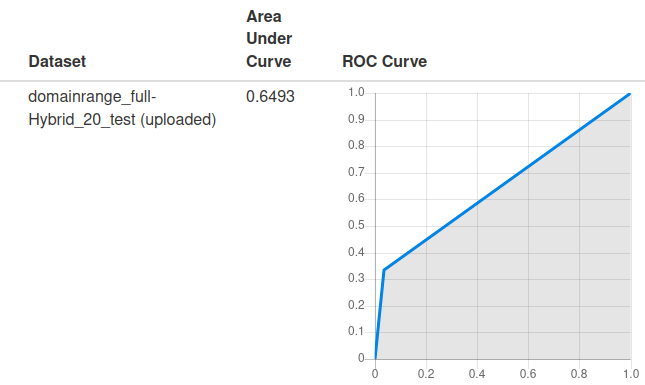 Area
Under
Dataset Curve ROC Curve
domainrange_full- 0.6493
Hybrid_20_test (uploaded)
1.0
0.9
0.8
0.7
0.6
0.5
0.4
0.3
0.2
0.1
0
0 0.2 0.4 0.6 0.8 1.0